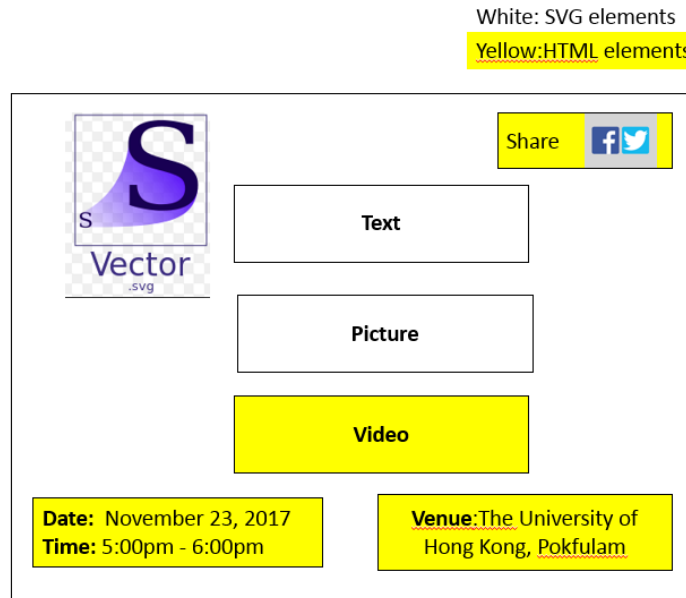 White: SVG elements
Yellow:HTML elements
Share
S
s
Vector
.svg
Text
Picture
Video
Date: November 23, 2017
Time: 5:00pm - 6:00pm
Venue:The University of
Hong Kong, Pokfulam